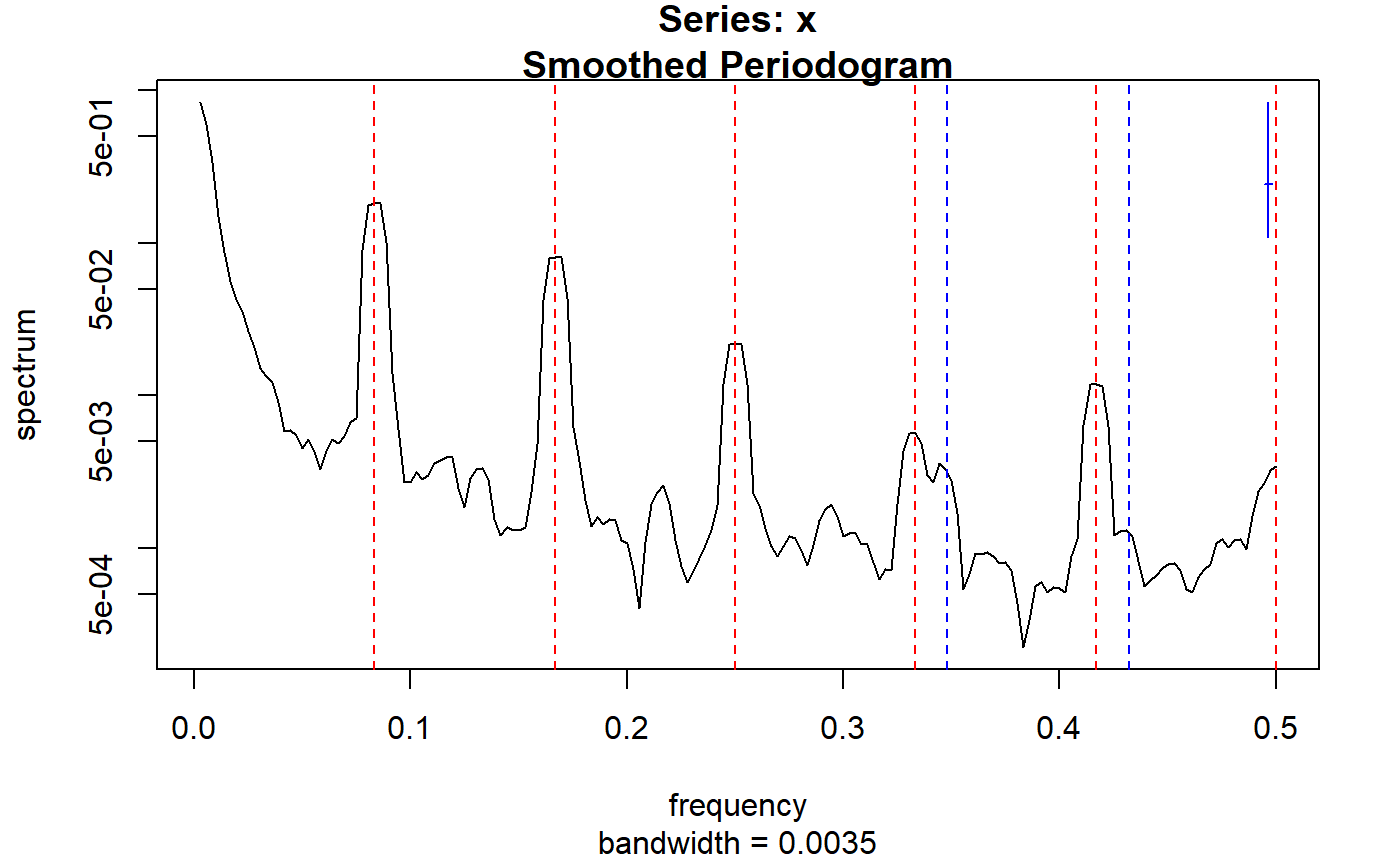 Series: x
Smoothed Periodogram
spectrum
5e-01
5e-02
5e-03
5e-04
0.0 0.1 0.2 0.3 0.4 0.5
frequency
bandwidth = 0.0035